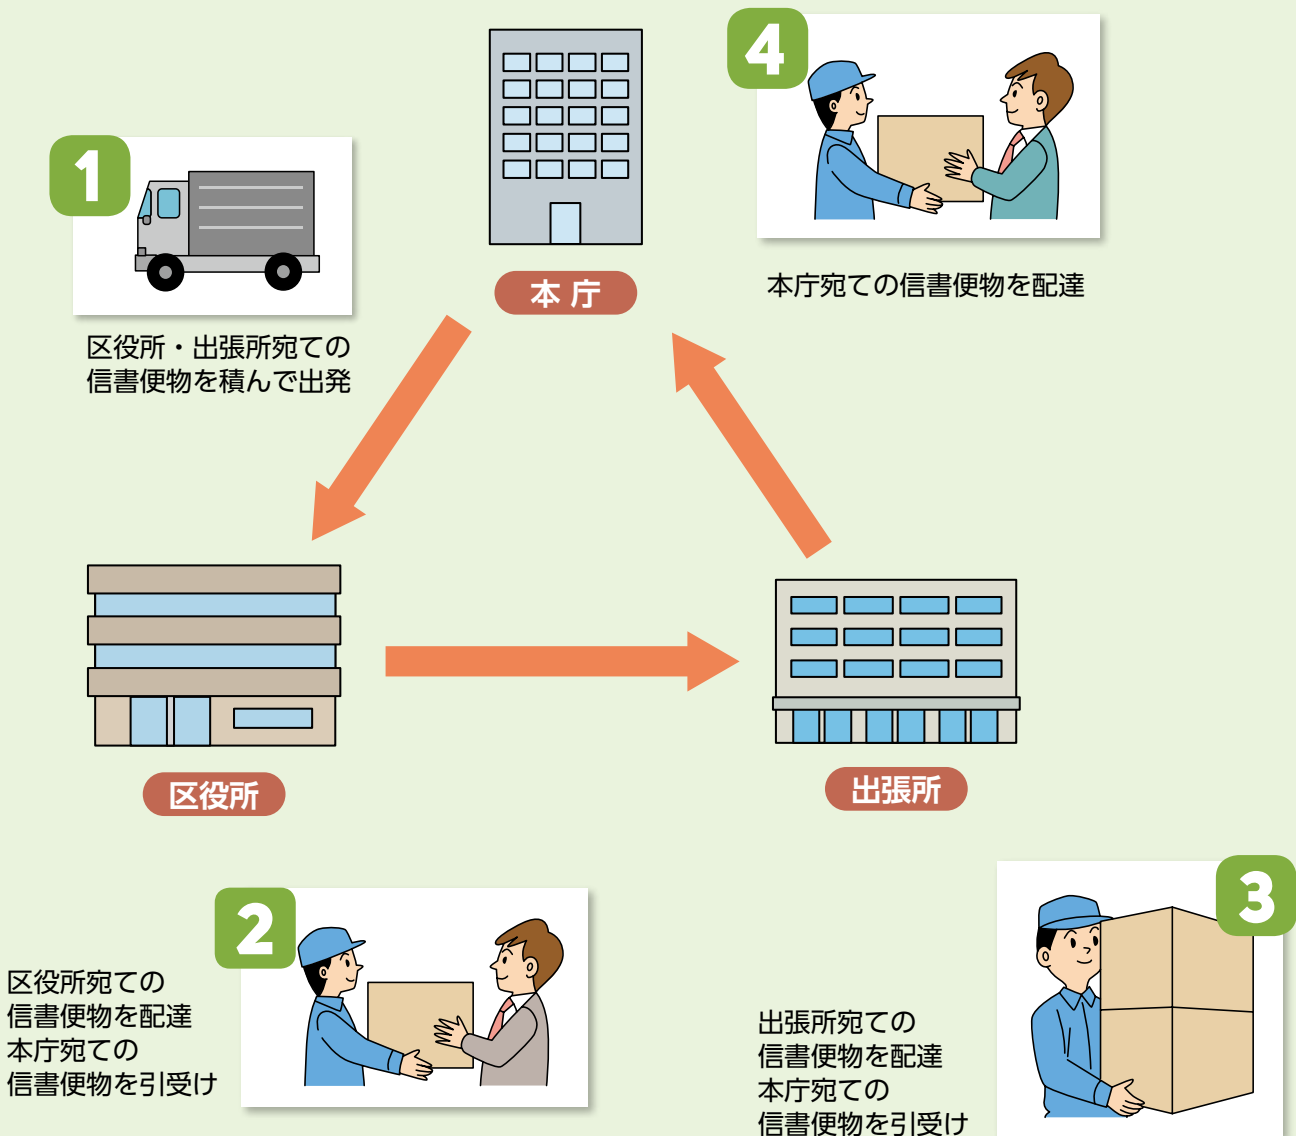 1
区役所・出張所宛ての
信書便物を積んで出発
本庁
4
本庁宛ての信書便物を配達
区役所
出張所
2
区役所宛ての
信書便物を配達
本庁宛ての
信書便物を引受け
3
出張所宛ての
信書便物を配達
本庁宛ての
信書便物を引受け